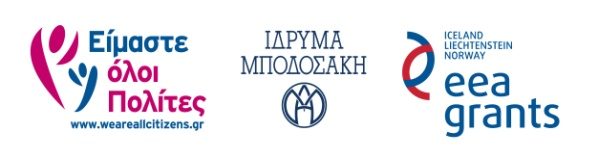 Είμαστε
όλοι
Πολίτες
www.weareallcitizens.gr
ΙΔΡΥΜΑ
ΜΠΟΔΟΣΑΚΗ
ICELAND
LIECHTENSTEIN
NORWAY
eea
grants